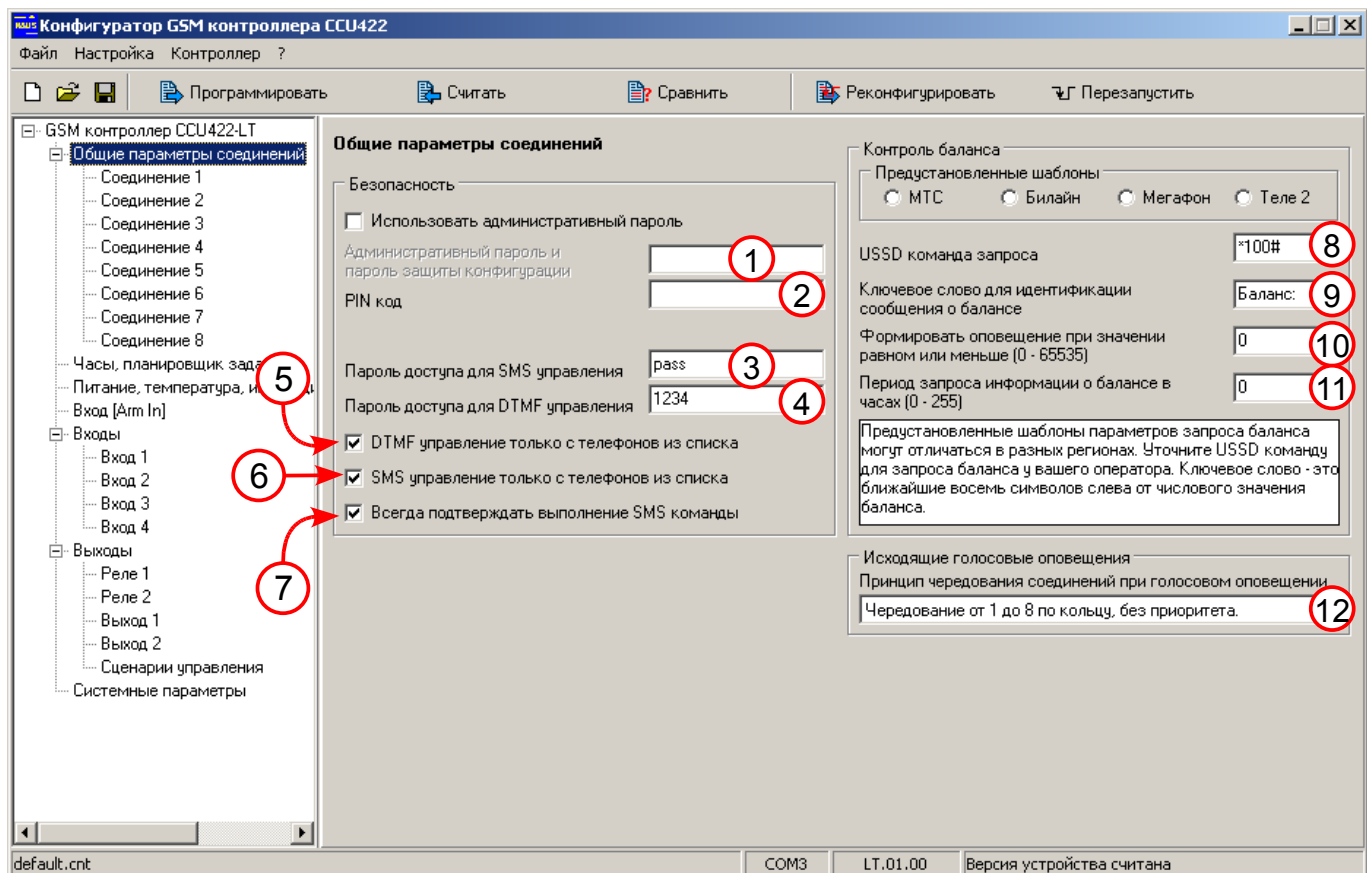 Конфигуратор GSM контроллера CCU422
Файл Настройка Контроллер ?
Программировать Считать Сравнить Реконфигурировать Перезапустить
GSM контроллер CCU422-LT
Общие параметры соединений
Соединение 1
Соединение 2
Соединение 3
Соединение 4
Соединение 5
Соединение 6
Соединение 7
Соединение 8
Часы, планировщик
Питание, температура,
Вход [Arm In]
Входы
Вход 1
Вход 2
Вход 3
Вход 4
Выходы
Реле 1
Реле 2
Выход 1
Выход 2
Сценарии управления
Системные параметры
5
6
7
Общие параметры соединений
Безопасность
Использовать административный пароль
Административный пароль и
пароль защиты конфигурации
1
PIN код
2
Пароль доступа для SMS управления
pass
3
Пароль доступа для DTMF управления
1234
4
DTMF управление только с телефонов из списка
SMS управление только с телефонов из списка
Всегда подтверждать выполнение SMS команды
Контроль баланса
Предустановленные шаблоны
МТС Билайн Мегафон Теле 2
USSD команда запроса
*100#
8
Ключевое слово для идентификации
сообщения о балансе
Баланс:
9
Формировать оповещение при значении
равном или меньше (0 - 65535)
0
10
Период запроса информации о балансе в
часах (0 - 255)
0
11
Предустановленные шаблоны параметров запроса баланса
могут отличаться в разных регионах. Уточните USSD команду
для запроса баланса у вашего оператора. Ключевое слово - это
ближайшие восемь символов слева от числового значения
баланса.
Исходящие голосовые оповещения
Принцип чередования соединений при голосовом оповещении
Чередование от 1 до 8 по кольцу, без приоритета.
12
default.cnt COM3 LT.01.00 Версия устройства считана